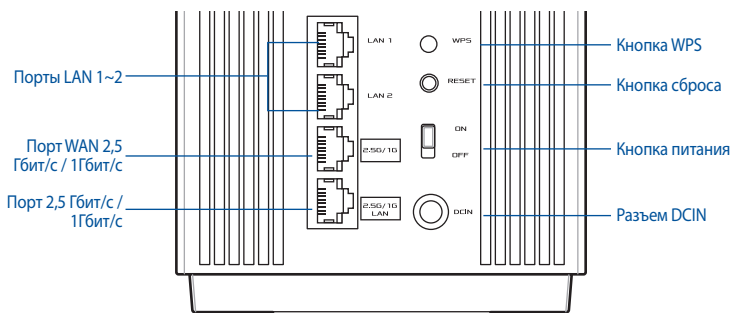 Порты LAN 1~2
Порт WAN 2,5
Гбит/с / 1Гбит/с
Порт 2,5 Гбит/с /
1Гбит/с
LAN 1
LAN 2
2.5G/1G
2.5G/1G
LAN
WPS
RESET
ON
OFF
DCIN
Кнопка WPS
Кнопка сброса
Кнопка питания
Разъем DCIN